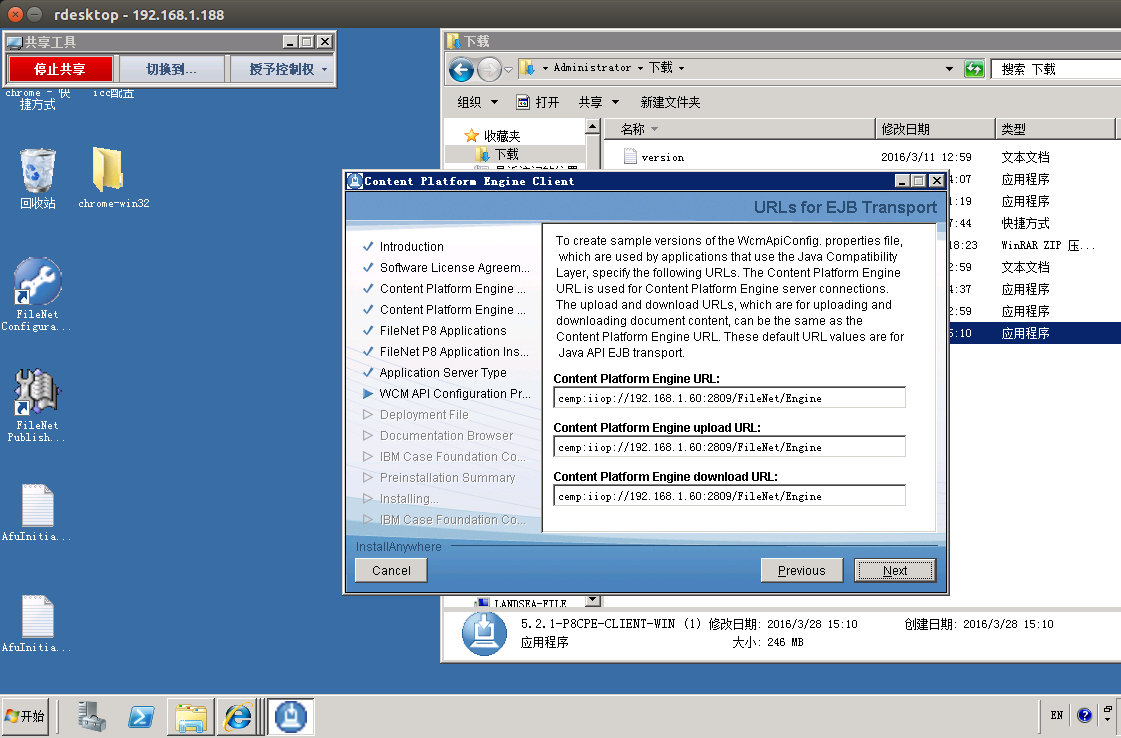 rdesktop - 192.168.1.188
共享工具
停止共享
切换到...
授予控制权
chrome - 快
捷方式
icc配置
回收站
chrome-win32
FileNet
Configura...
FileNet
Publish...
AfuInitia...
AfuInitia...
下载
Administrator
下载
搜索 下载
组织
打开
共享
新建文件夹
收藏夹
下载
名称
修改日期
类型
version
2016/3/11 12:59
文本文档
4:07
应用程序
1:19
应用程序
7:44
快捷方式
18:23
WinRAR ZIP 压...
2:59
文本文档
4:37
应用程序
2:59
应用程序
5:10
应用程序
Content Platform Engine Client
URLs for EJB Transport
Introduction
Software License Agreem...
Content Platform Engine ...
Content Platform Engine ...
FileNet P8 Applications
FileNet P8 Application Ins...
Application Server Type
WCM API Configuration Pr...
Deployment File
Documentation Browser
IBM Case Foundation Co...
Preinstallation Summary
Installing...
IBM Case Foundation Co...
To create sample versions of the WcmApiConfig. properties file,
which are used by applications that use the Java Compatibility
Layer, specify the following URLs. The Content Platform Engine
URL is used for Content Platform Engine server connections.
The upload and download URLs, which are for uploading and
downloading document content, can be the same as the
Content Platform Engine URL. These default URL values are for
Java API EJB transport.
Content Platform Engine URL:
cemp:iiop://192.168.1.60:2809/FileNet/Engine
Content Platform Engine upload URL:
cemp:iiop://192.168.1.60:2809/FileNet/Engine
Content Platform Engine download URL:
cemp:iiop://192.168.1.60:2809/FileNet/Engine
InstallAnywhere
Cancel
Previous
Next
LANDSEA-FILE
5.2.1-P8CPE-CLIENT-WIN (1) 修改日期: 2016/3/28 15:10
创建日期: 2016/3/28 15:10
应用程序
大小: 246 MB
开始
EN